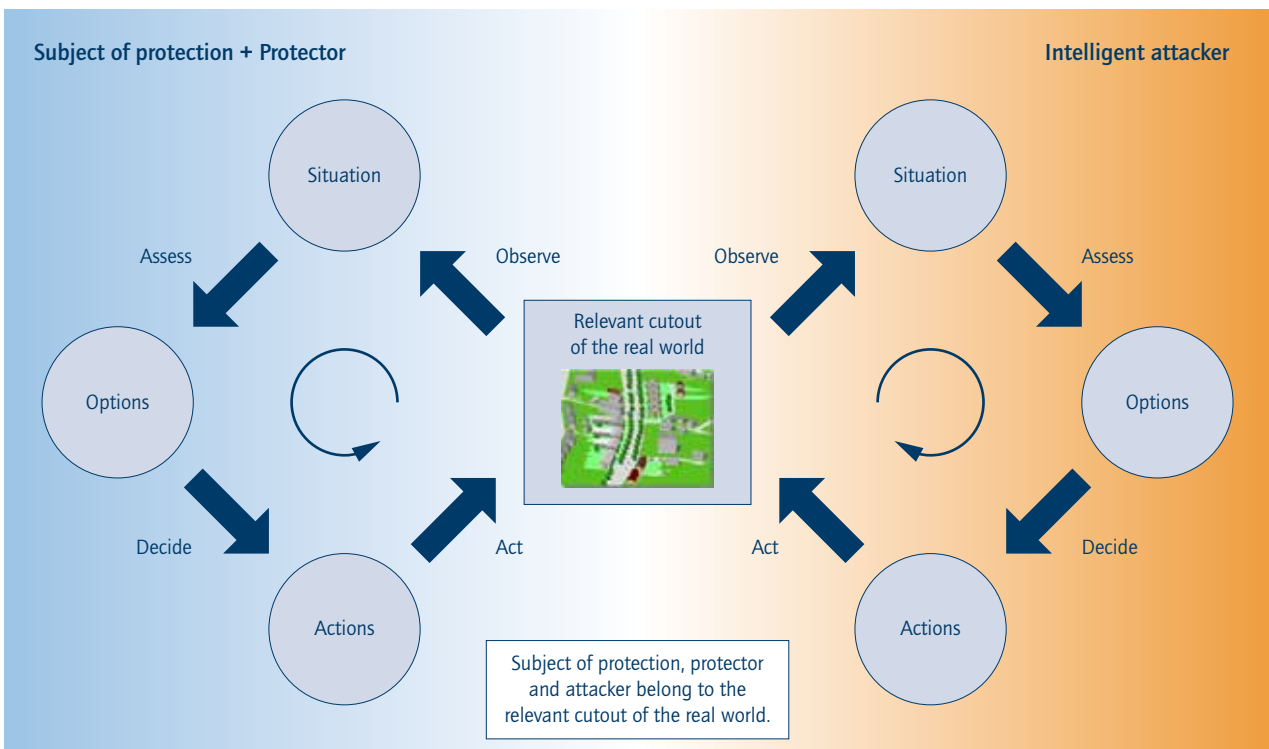 Subject of protection + Protector
Intelligent attacker
Situation
Situation
Assess
Observe
Observe
Assess
Relevant cutout
of the real world
Options
Options
Decide
Act
Act
Decide
Actions
Actions
Subject of protection, protector
and attacker belong to the
relevant cutout of the real world.